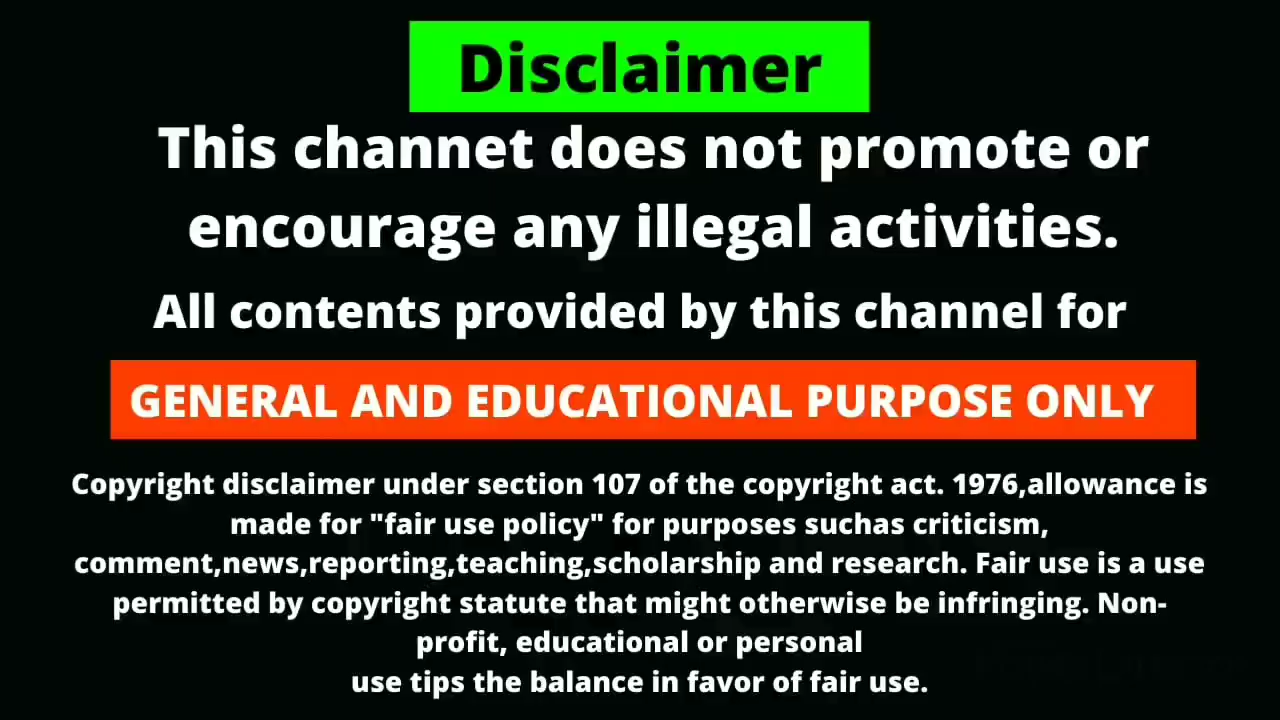 Disclaimer
This channet does not promote or
encourage any illegal activities.
All contents provided by this channel for
GENERAL AND EDUCATIONAL PURPOSE ONLY
Copyright disclaimer under section 107 of the copyright act. 1976,allowance is
made for "fair use policy" for purposes suchas criticism,
comment,news,reporting,teaching,scholarship and research. Fair use is a use
permitted by copyright statute that might otherwise be infringing. Non-
profit, educational or personal
use tips the balance in favor of fair use.